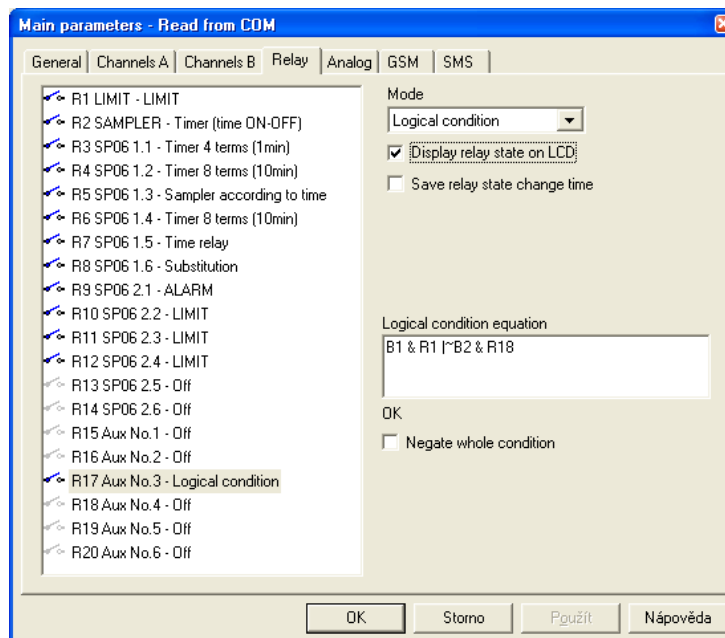 Main parameters - Read from COM
General Channels A Channels B Relay Analog GSM SMS
R1 LIMIT - LIMIT
R2 SAMPLER - Timer (time ON-OFF)
R3 SP06 1.1 - Timer 4 terms (1min)
R4 SP06 1.2 - Timer 8 terms (10min)
R5 SP06 1.3 - Sampler according to time
R6 SP06 1.4 - Timer 8 terms (10min)
R7 SP06 1.5 - Time relay
R8 SP06 1.6 - Substitution
R9 SP06 2.1 - ALARM
R10 SP06 2.2 - LIMIT
R11 SP06 2.3 - LIMIT
R12 SP06 2.4 - LIMIT
R13 SP06 2.5 - Off
R14 SP06 2.6 - Off
R15 Aux No.1 - Off
R16 Aux No.2 - Off
R17 Aux No.3 - Logical condition
R18 Aux No.4 - Off
R19 Aux No.5 - Off
R20 Aux No.6 - Off
Mode
Logical condition
Display relay state on LCD
Save relay state change time
Logical condition equation
B1 & R1 |~B2 & R18
OK
Negate whole condition
OK Storno Použít Nápověda